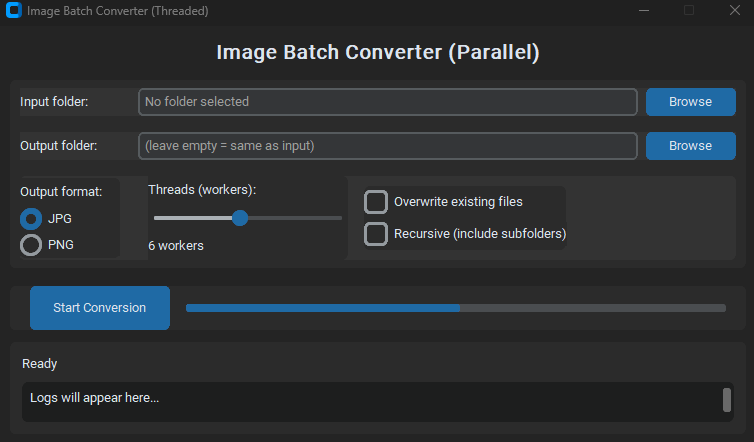 Image Batch Converter (Threaded)
Image Batch Converter (Parallel)
Input folder: No folder selected Browse
Output folder: (leave empty = same as input) Browse
Output format:
JPG
PNG
Threads (workers):
6 workers
Overwrite existing files
Recursive (include subfolders)
Start Conversion
Ready
Logs will appear here...